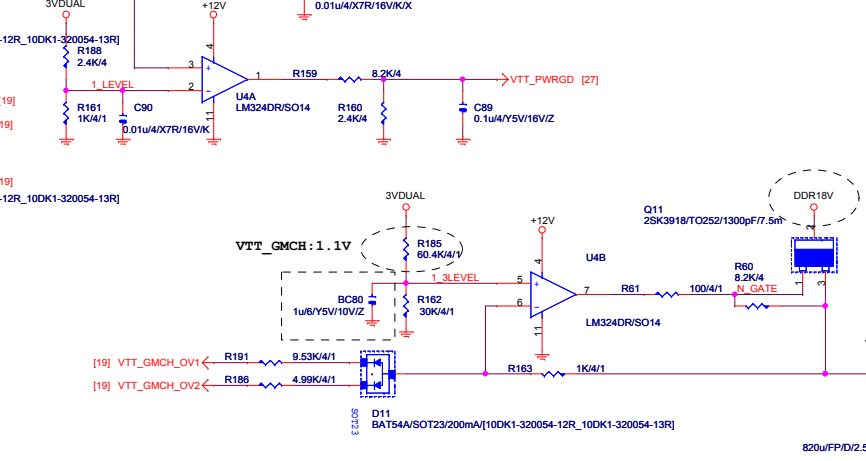 3VDUAL
+12V
0.01u/4/X7R/16V/K/X
-12R_10DK1-320054-13R]
R188
2.4K/4
4
3
1
R159
8.2K/4
VTT_PWRGD [27]
1_LEVEL
2
[19]
R161
1K/4/1
C90
0.01u/4/X7R/16V/K
11
U4A
LM324DR/SO14
R160
2.4K/4
C89
0.1u/4/Y5V/16V/Z
19]
19]
-12R_10DK1-320054-13R]
3VDUAL
DDR18V
Q11
2SK3918/TO252/1300pF/7.5m
2
+12V
VTT_GMCH:1.1V
R185
60.4K/4/1
4
U4B
R60
8.2K/4
1_3LEVEL
5
7
R61
100/4/1
N_GATE
1
3
BC80
1u/6/Y5V/10V/Z
R162
30K/4/1
6
11
LM324DR/SO14
[19] VTT_GMCH_OV1
R191
9.53K/4/1
[19] VTT_GMCH_OV2
R186
4.99K/4/1
R163
1K/4/1
SOT23
D11
BAT54A/SOT23/200mA/[10DK1-320054-12R_10DK1-320054-13R]
820u/FP/D/2.5